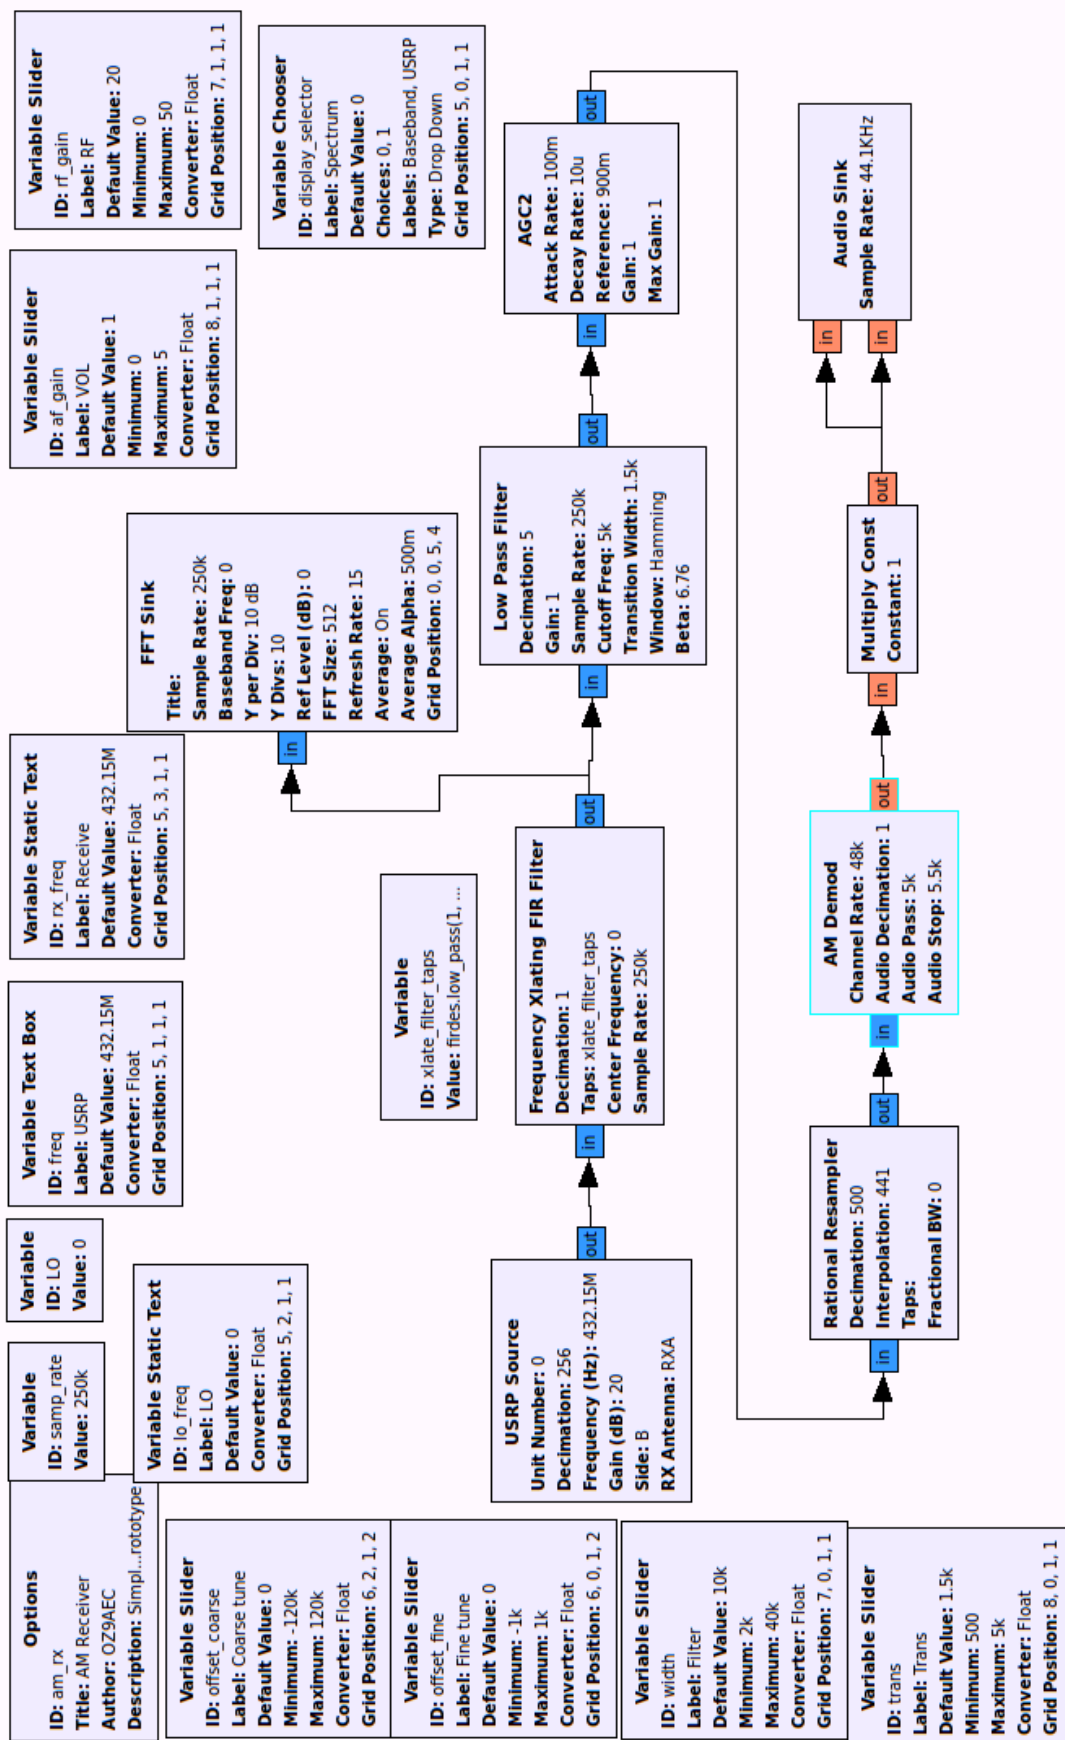 Options
ID: am_rx
Title: AM Receiver
Author: OZ9AEC
Description: Simpl...rototype
Variable
ID: samp_rate
Value: 250k
Variable
ID: LO
Value: 0
Variable Text Box
ID: freq
Label: USRP
Default Value: 432.15M
Converter: Float
Grid Position: 5, 1, 1, 1
Variable Static Text
ID: rx_freq
Label: Receive
Default Value: 432.15M
Converter: Float
Grid Position: 5, 3, 1, 1
Variable Slider
ID: af_gain
Label: VOL
Default Value: 1
Minimum: 0
Maximum: 5
Converter: Float
Grid Position: 8, 1, 1, 1
Variable Slider
ID: rf_gain
Label: RF
Default Value: 20
Minimum: 0
Maximum: 50
Converter: Float
Grid Position: 7, 1, 1, 1
Variable Static Text
ID: lo_freq
Label: LO
Default Value: 0
Converter: Float
Grid Position: 5, 2, 1, 1
FFT Sink
Title:
Sample Rate: 250k
Baseband Freq: 0
Y per Div: 10 dB
Y Divs: 10
Ref Level (dB): 0
FFT Size: 512
Refresh Rate: 15
Average: On
Average Alpha: 500m
Grid Position: 0, 0, 5, 4
in
Variable Chooser
ID: display_selector
Label: Spectrum
Default Value: 0
Choices: 0, 1
Labels: Baseband, USRP
Type: Drop Down
Grid Position: 5, 0, 1, 1
Variable Slider
ID: offset_coarse
Label: Coarse tune
Default Value: 0
Minimum: -120k
Maximum: 120k
Converter: Float
Grid Position: 6, 2, 1, 2
Variable Slider
ID: offset_fine
Label: Fine tune
Default Value: 0
Minimum: -1k
Maximum: 1k
Converter: Float
Grid Position: 6, 0, 1, 2
Variable
ID: xlate_filter_taps
Value: firdes.low_pass(1, ...
USRP Source
Unit Number: 0
Decimation: 256
Frequency (Hz): 432.15M
Gain (dB): 20
Side: B
RX Antenna: RXA
out
in
Frequency Xlating FIR Filter
Decimation: 1
Taps: xlate_filter_taps
Center Frequency: 0
Sample Rate: 250k
out
in
Low Pass Filter
Decimation: 5
Gain: 1
Sample Rate: 250k
Cutoff Freq: 5k
Transition Width: 1.5k
Window: Hamming
Beta: 6.76
out
in
AGC2
Attack Rate: 100m
Decay Rate: 10u
Reference: 900m
Gain: 1
Max Gain: 1
out
Variable Slider
ID: width
Label: Filter
Default Value: 10k
Minimum: 2k
Maximum: 40k
Converter: Float
Grid Position: 7, 0, 1, 1
Variable Slider
ID: trans
Label: Trans
Default Value: 1.5k
Minimum: 500
Maximum: 5k
Converter: Float
Grid Position: 8, 0, 1, 1
in
Rational Resampler
Decimation: 500
Interpolation: 441
Taps:
Fractional BW: 0
out
in
AM Demod
Channel Rate: 48k
Audio Decimation: 1
Audio Pass: 5k
Audio Stop: 5.5k
out
in
Multiply Const
Constant: 1
out
in
in
Audio Sink
Sample Rate: 44.1KHz